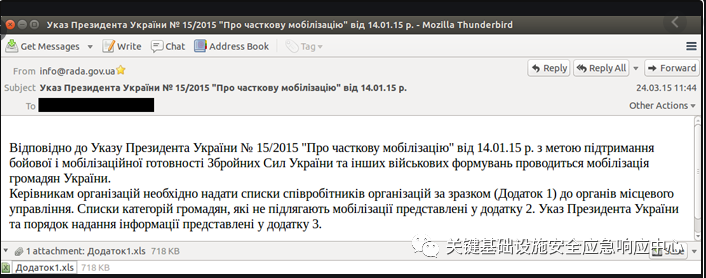 Указ Президента України № 15/2015 "Про часткову мобілізацію" від 14.01.15 р. - Mozilla Thunderbird
Get Messages Write Chat Address Book Tag
From info@rada.gov.ua Reply Reply All Forward
Subject Указ Президента України № 15/2015 "Про часткову мобілізацію" від 14.01.15 р. 24.03.15 11:44
To Other Actions
Відповідно до Указу Президента України № 15/2015 "Про часткову мобілізацію" від 14.01.15 р. з метою підтримання
бойової і мобілізаційної готовності Збройних Сил України та інших військових формувань проводиться мобілізація
громадян України.
Керівникам організацій необхідно надати списки співробітників організацій за зразком (Додаток 1) до органів місцевого
управління. Списки категорій громадян, які не підлягають мобілізації представлені у додатку 2. Указ Президента України
та порядок надання інформації представлені у додатку 3.
1 attachment: Додаток1.xls 718 KB
关键基础设施安全应急响应中心
Додаток1.xls 718 KB